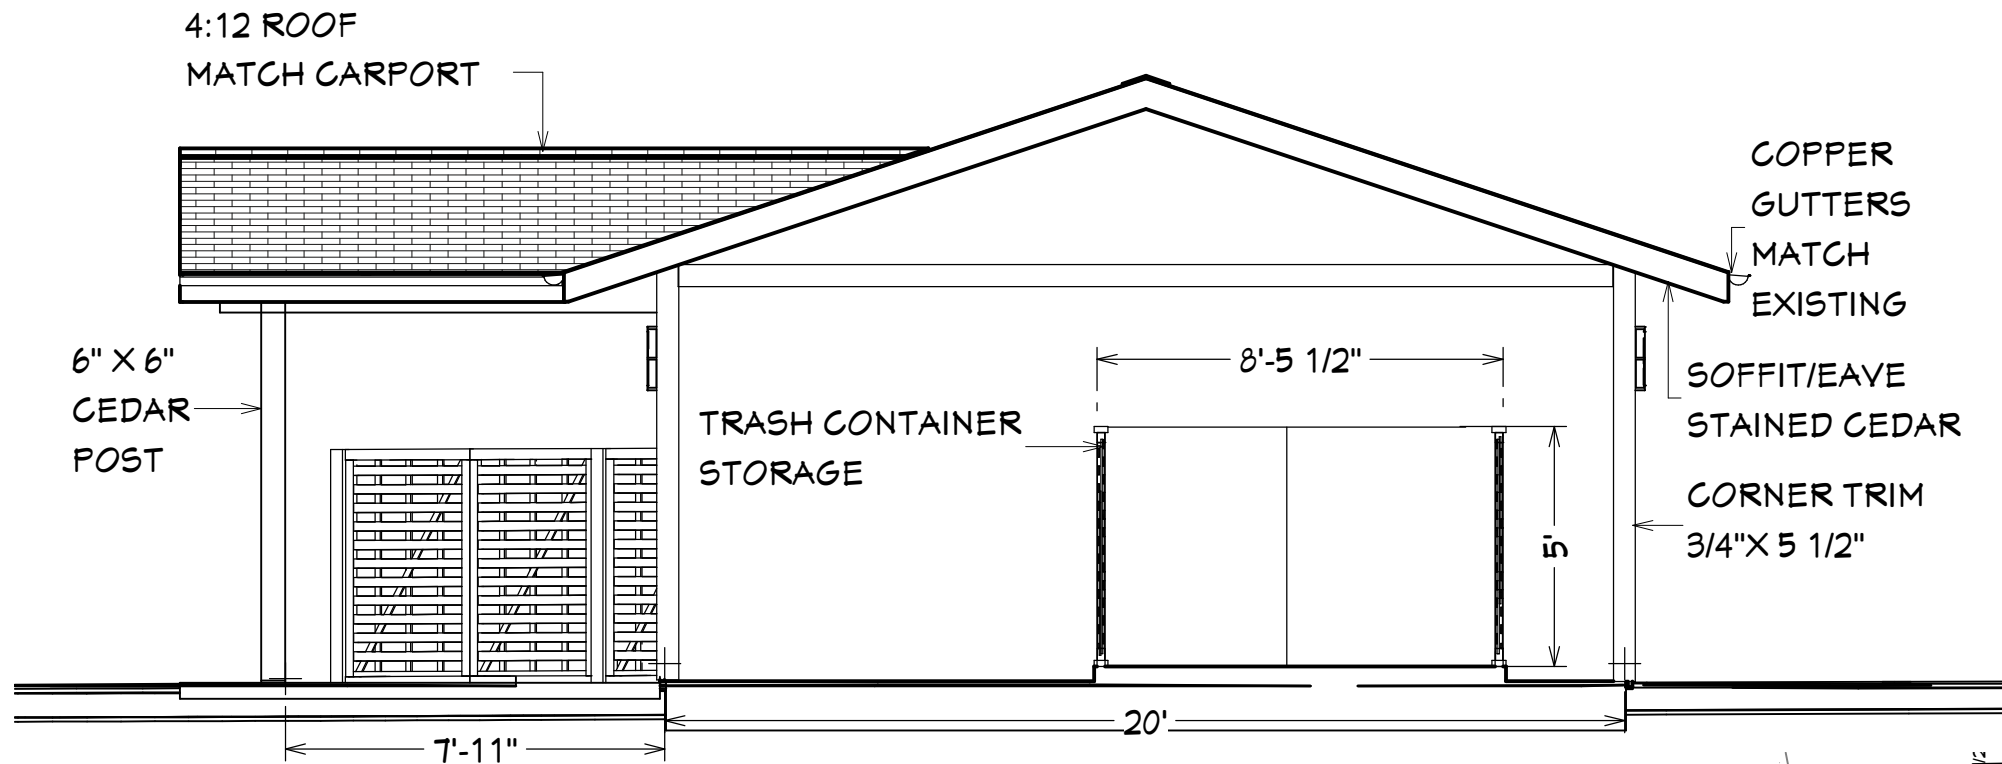 4:12 ROOF
MATCH CARPORT
COPPER
GUTTERS
MATCH
EXISTING
6" X 6"
CEDAR
POST
8'-5 1/2"
SOFFIT/EAVE
STAINED CEDAR
TRASH CONTAINER
STORAGE
CORNER TRIM
3/4"X 5 1/2"
5'
20'
7'-11"